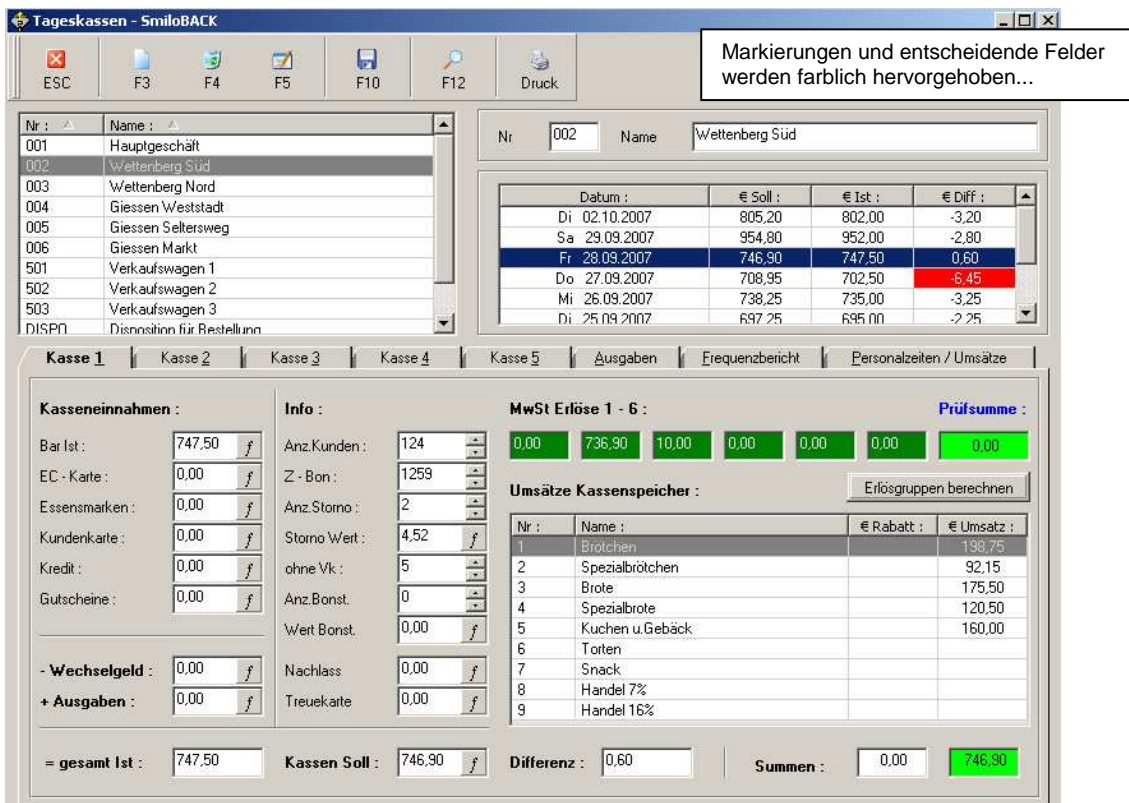 Tageskassen - SmiloBACK
Markierungen und entscheidende Felder
werden farblich hervorgehoben...
ESC F3 F4 F5 F10 F12 Druck
Nr : Name :
001 Hauptgeschäft
002 Wettenberg Süd
003 Wettenberg Nord
004 Giessen Weststadt
005 Giessen Seltersweg
006 Giessen Markt
501 Verkaufswagen 1
502 Verkaufswagen 2
503 Verkaufswagen 3
DISPO Disposition für Bestellung
Nr 002 Name Wettenberg Süd
Datum : € Soll : € Ist : € Diff :
Di 02.10.2007 805,20 802,00 -3,20
Sa 29.09.2007 954,80 952,00 -2,80
Fr 28.09.2007 746,90 747,50 0,60
Do 27.09.2007 708,95 702,50 -6,45
Mi 26.09.2007 738,25 735,00 -3,25
Di 25.09.2007 697,25 695,00 -2,25
Kasse 1 Kasse 2 Kasse 3 Kasse 4 Kasse 5 Ausgaben Frequenzbericht Personalzeiten / Umsätze
Kasseneinnahmen :
Bar Ist : 747,50 f
EC - Karte : 0,00 f
Essensmarken : 0,00 f
Kundenkarte : 0,00 f
Kredit : 0,00 f
Gutscheine : 0,00 f
- Wechselgeld : 0,00 f
+ Ausgaben : 0,00 f
Info :
Anz.Kunden : 124
Z - Bon : 1259
Anz.Storno : 2
Storno Wert : 4,52 f
ohne Vk : 5
Anz.Bonst. 0
Wert Bonst. 0,00 f
Nachlass 0,00 f
Treuekarte 0,00 f
MwSt Erlöse 1 - 6 : Prüfsumme :
0,00 736,90 10,00 0,00 0,00 0,00 0,00
Umsätze Kassenspeicher : Erlösgruppen berechnen
Nr : Name : € Rabatt : € Umsatz :
1 Brötchen 198,75
2 Spezialbrötchen 92,15
3 Brote 175,50
4 Spezialbrote 120,50
5 Kuchen u.Gebäck 160,00
6 Torten
7 Snack
8 Handel 7%
9 Handel 16%
= gesamt Ist : 747,50 Kassen Soll : 746,90 f Differenz : 0,60 Summen : 0,00 746,90